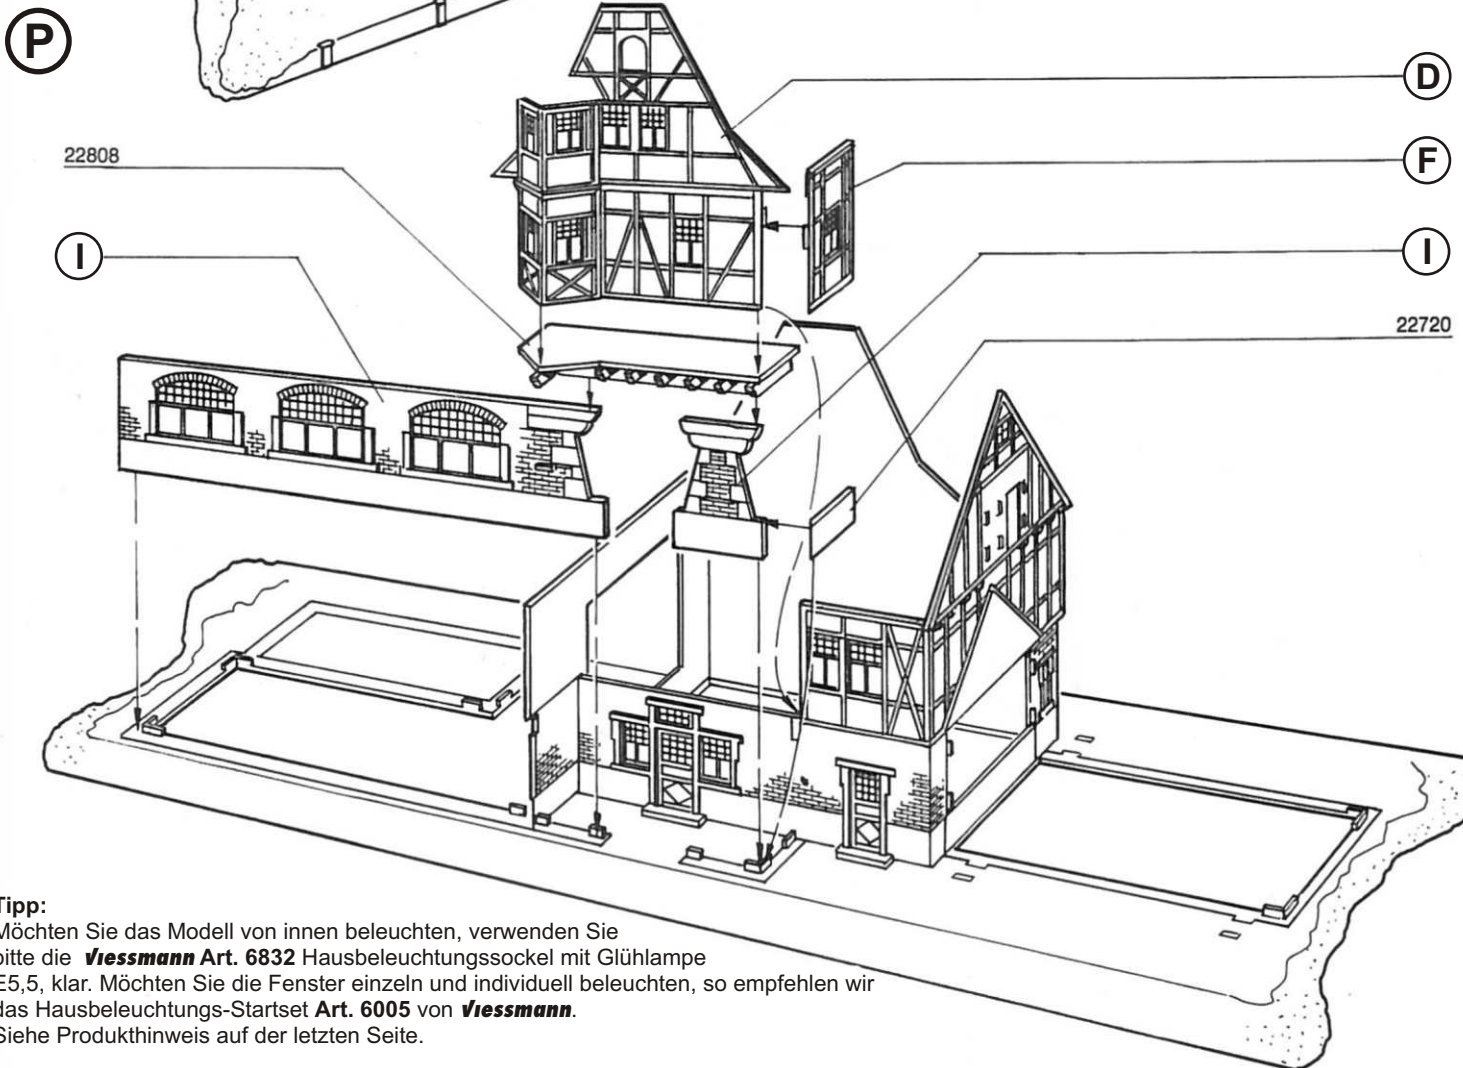 P
D
22808
F
I
I
22720
Tipp:
Möchten Sie das Modell von innen beleuchten, verwenden Sie
bitte die Viessmann Art. 6832 Hausbeleuchtungssockel mit Glühlampe
E5,5, klar. Möchten Sie die Fenster einzeln und individuell beleuchten, so empfehlen wir
das Hausbeleuchtungs-Startset Art. 6005 von Viessmann.
Siehe Produkthinweis auf der letzten Seite.